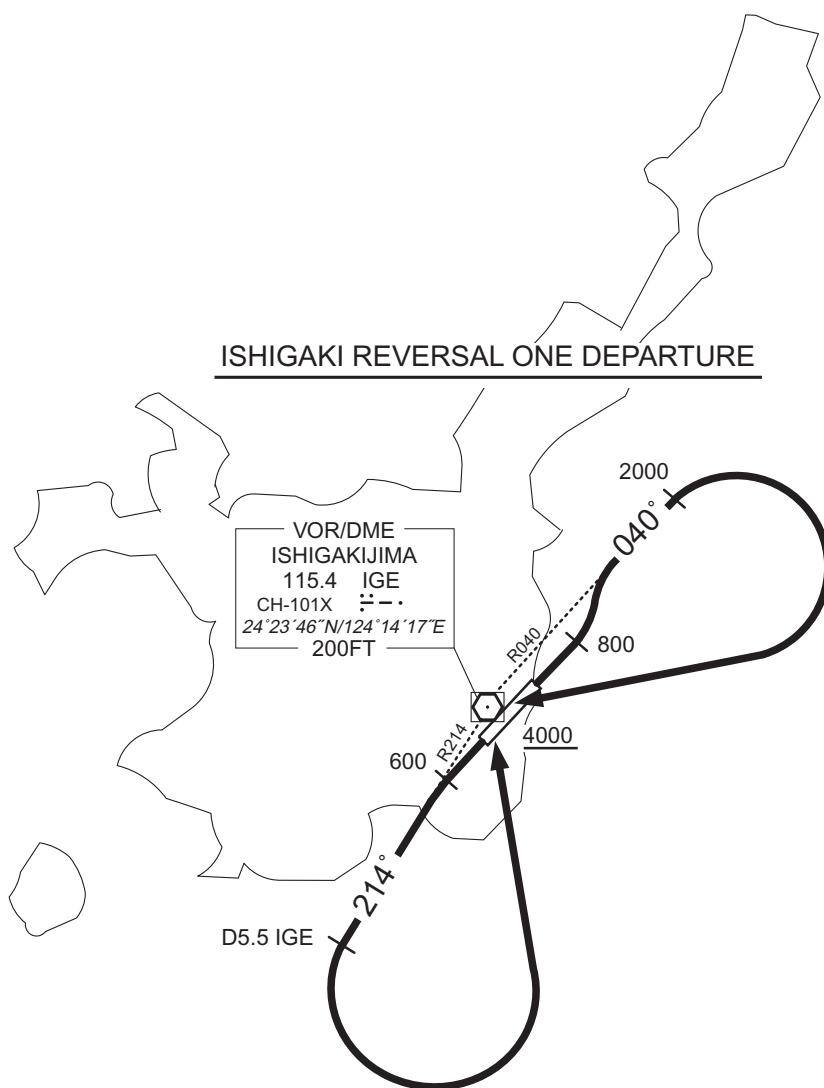 ISHIGAKI REVERSAL ONE DEPARTURE
2000
040°
VOR/DME
ISHIGAKIJIMA
115.4 IGE
CH-101X
24°23′46″N/124°14′17″E
200FT
R040
800
R214
4000
600
214°
D5.5 IGE